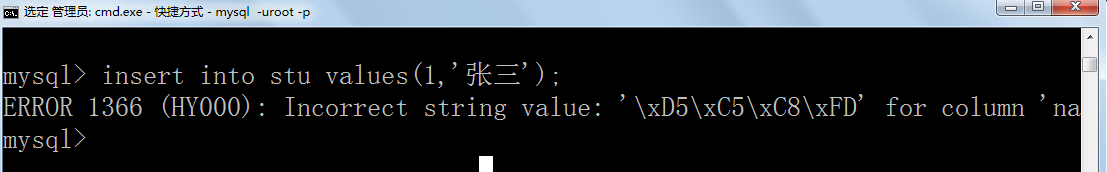 选定 管理员: cmd.exe - 快捷方式 - mysql  -uroot -p
mysql> insert into stu values(1,'张三');
ERROR 1366 (HY000): Incorrect string value: '\xD5\xC5\xC8\xFD' for column 'na
mysql>